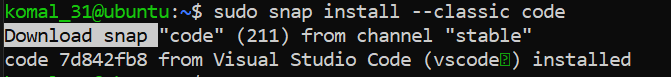 komal_31@ubuntu:~$ sudo snap install --classic code
Download snap "code" (211) from channel "stable"
code 7d842fb8 from Visual Studio Code (vscode✓) installed